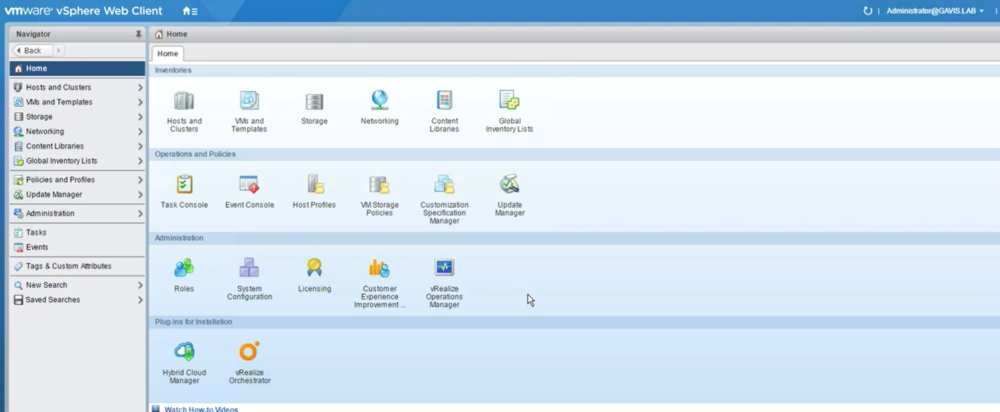 vmware® vSphere Web Client
Administrator@GAVIS.LAB
Navigator
Back
Home
Hosts and Clusters
VMs and Templates
Storage
Networking
Content Libraries
Global Inventory Lists
Policies and Profiles
Update Manager
Administration
Tasks
Events
Tags & Custom Attributes
New Search
Saved Searches
Home
Home
Inventories
Hosts and
Clusters
VMs and
Templates
Storage
Networking
Content
Libraries
Global
Inventory Lists
Operations and Policies
Task Console
Event Console
Host Profiles
VM Storage
Policies
Customization
Specification
Manager
Update
Manager
Administration
Roles
System
Configuration
Licensing
Customer
Experience
Improvement ...
vRealize
Operations
Manager
Plug-ins for Installation
Hybrid Cloud
Manager
vRealize
Orchestrator
Watch How-to Videos